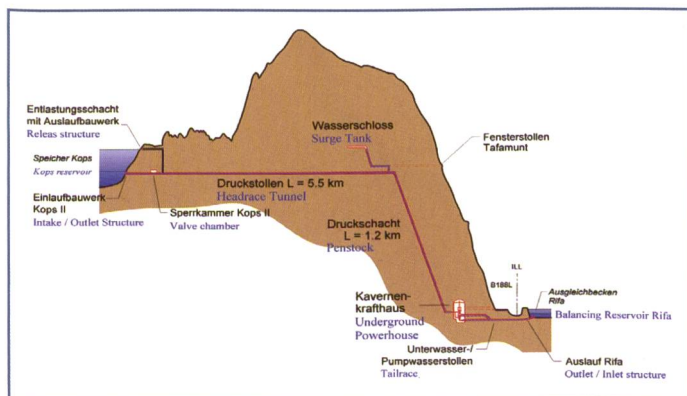 Entlastungsschacht
mit Auslaufbauwerk
Releas structure
Speicher Kops
Kops reservoir
Einlaufbauwerk
Kops II
Intake / Outlet Structure
Sperrkammer Kops II
Valve chamber
Druckstollen L = 5.5 km
Headrace Tunnel
Wasserschloss
Surge Tank
Fensterstollen
Tafamunt
Druckschacht
L = 1.2 km
Penstock
Kavernen-
krafthaus
Underground
Powerhouse
Unterwasser-/
Pumpwasserstollen
Tailrace
B188L
ILL
Ausgleichbecken
Rifa
Balancing Reservoir Rifa
Auslauf Rifa
Outlet / Inlet structure